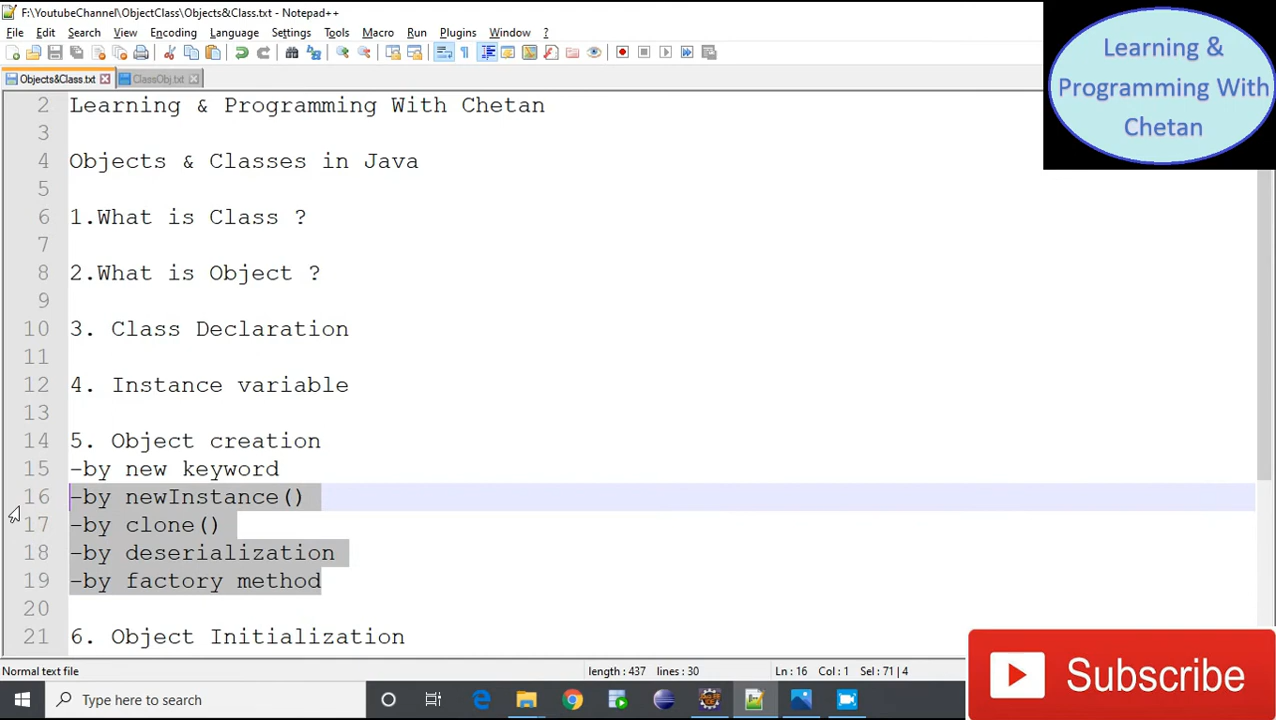 F:\YoutubeChannel\ObjectClass\Objects&Class.txt - Notepad++
File Edit Search View Encoding Language Settings Tools Macro Run Plugins Window ?
Objects&Class.txt ClassObj.txt
Learning &
Programming With
Chetan
2 Learning & Programming With Chetan
3
4 Objects & Classes in Java
5
6 1.What is Class ?
7
8 2.What is Object ?
9
10 3. Class Declaration
11
12 4. Instance variable
13
14 5. Object creation
15 -by new keyword
16 -by newInstance()
17 -by clone()
18 -by deserialization
19 -by factory method
20
21 6. Object Initialization
Normal text file length : 437 lines : 30 Ln : 16 Col : 1 Sel : 71 | 4
Subscribe
Type here to search